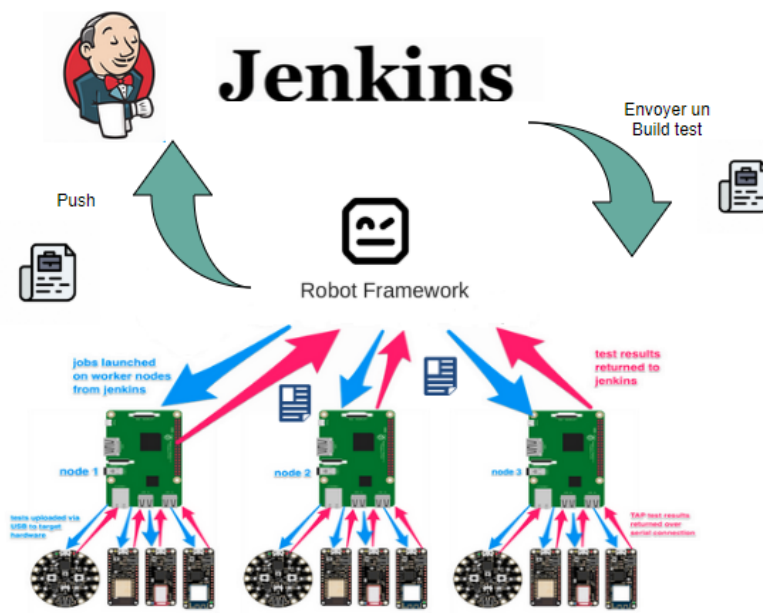 Jenkins
Envoyer un
Build test
Push
Robot Framework
jobs launched
on worker nodes
from jenkins
test results
returned to
jenkins
node 1
node 2
node 3
tests uploaded via
USB to target
hardware
TAP test results
returned over
serial connection